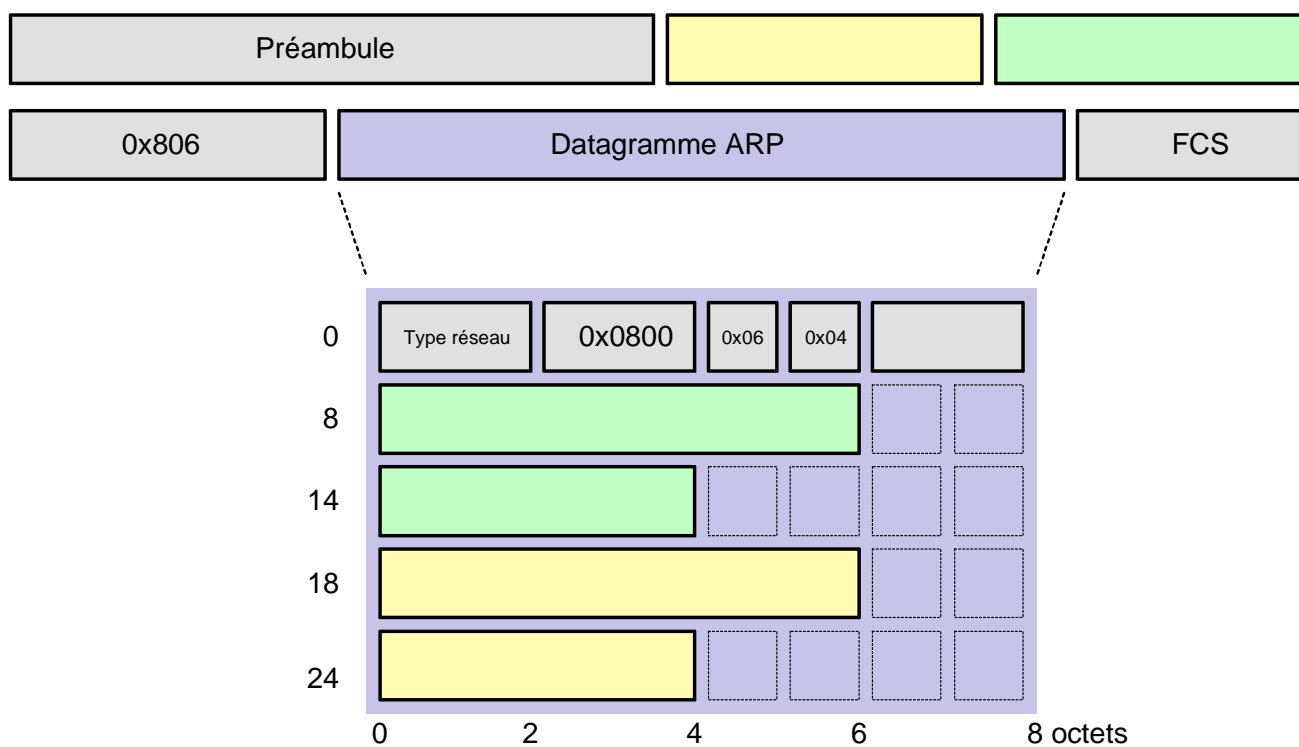 Préambule
0x806 Datagramme ARP FCS
0 Type réseau 0x0800 0x06 0x04
8
14
18
24
0 2 4 6 8 octets